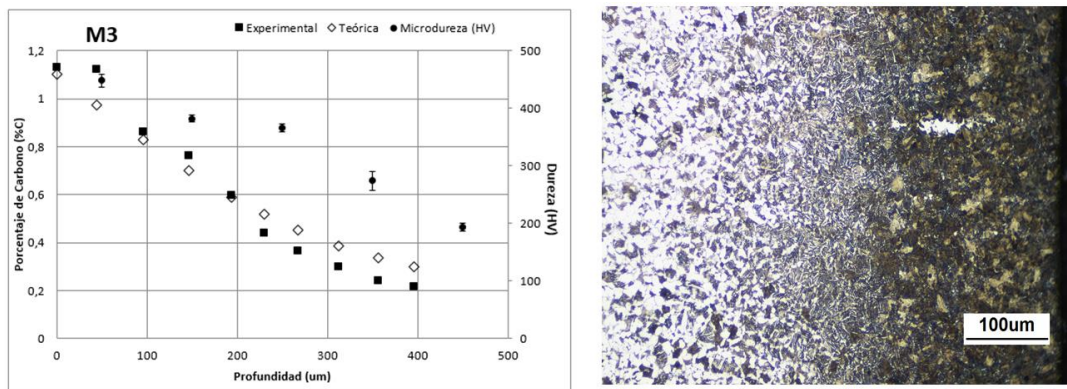 M3
■ Experimental ◇ Teórica ● Microdureza (HV)
Porcentaje de Carbono (%C)
1,2
1
0,8
0,6
0,4
0,2
0
500
400
300
200
100
0
Dureza (HV)
0 100 200 300 400 500
Profundidad (um)
100um